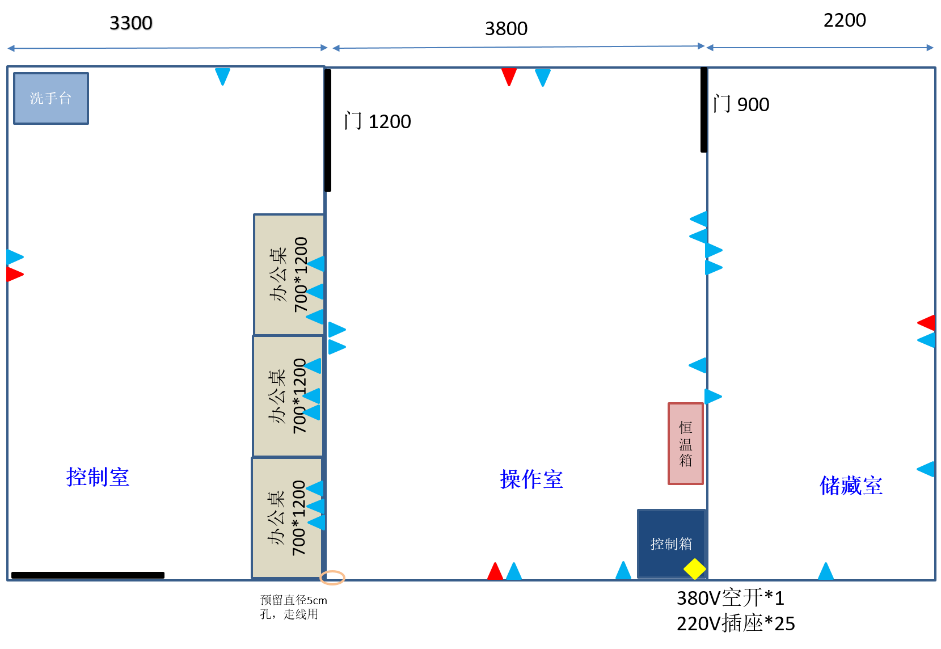 3300
3800
2200
洗手台
门 1200
门 900
办公桌
700*1200
办公桌
700*1200
办公桌
700*1200
恒
温
箱
控制室
操作室
储藏室
控制箱
预留直径5cm
孔，走线用
380V空开*1
220V插座*25